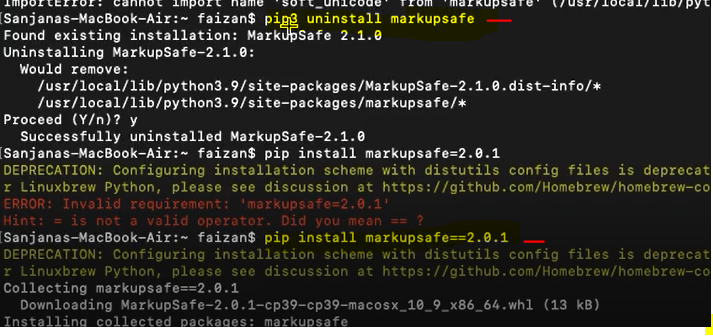 ImportError: cannot import name 'soft_unicode' from 'markupsafe' (/usr/local/lib/pyt
(Sanjanas-MacBook-Air:~ faizan$ pip3 uninstall markupsafe
Found existing installation: MarkupSafe 2.1.0
Uninstalling MarkupSafe-2.1.0:
Would remove:
/usr/local/lib/python3.9/site-packages/MarkupSafe-2.1.0.dist-info/*
/usr/local/lib/python3.9/site-packages/markupsafe/*
Proceed (Y/n)? y
Successfully uninstalled MarkupSafe-2.1.0
[Sanjanas-MacBook-Air:~ faizan$ pip install markupsafe=2.0.1
DEPRECATION: Configuring installation scheme with distutils config files is deprecat
r Linuxbrew Python, please see discussion at https://github.com/Homebrew/homebrew-co
ERROR: Invalid requirement: 'markupsafe=2.0.1'
Hint: = is not a valid operator. Did you mean == ?
[Sanjanas-MacBook-Air:~ faizan$ pip install markupsafe==2.0.1
DEPRECATION: Configuring installation scheme with distutils config files is deprecat
r Linuxbrew Python, please see discussion at https://github.com/Homebrew/homebrew-co
Collecting markupsafe==2.0.1
Downloading MarkupSafe-2.0.1-cp39-cp39-macosx_10_9_x86_64.whl (13 kB)
Installing collected packages: markupsafe